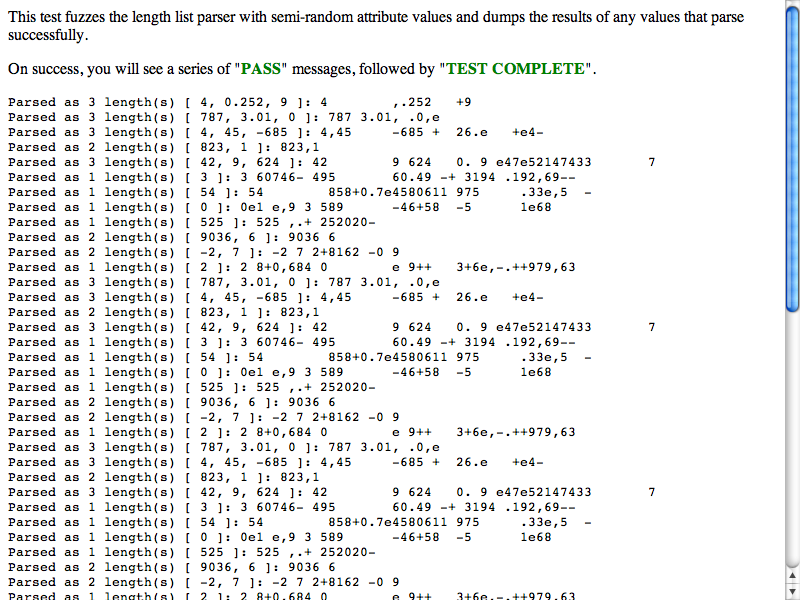 This test fuzzes the length list parser with semi-random attribute values and dumps the results of any values that parse
successfully.
On success, you will see a series of "PASS" messages, followed by "TEST COMPLETE".
Parsed as 3 length(s) [ 4, 0.252, 9 ]: 4 ,.252 +9
Parsed as 3 length(s) [ 787, 3.01, 0 ]: 787 3.01, .0,e
Parsed as 3 length(s) [ 4, 45, -685 ]: 4,45 -685 + 26.e +e4-
Parsed as 2 length(s) [ 823, 1 ]: 823,1
Parsed as 3 length(s) [ 42, 9, 624 ]: 42 9 624 0. 9 e47e52147433 7
Parsed as 1 length(s) [ 3 ]: 3 60746- 495 60.49 -+ 3194 .192,69--
Parsed as 1 length(s) [ 54 ]: 54 858+0.7e4580611 975 .33e,5 -
Parsed as 1 length(s) [ 0 ]: 0e1 e,9 3 589 -46+58 -5 1e68
Parsed as 1 length(s) [ 525 ]: 525 ,.+ 252020-
Parsed as 2 length(s) [ 9036, 6 ]: 9036 6
Parsed as 2 length(s) [ -2, 7 ]: -2 7 2+8162 -0 9
Parsed as 1 length(s) [ 2 ]: 2 8+0,684 0 e 9++ 3+6e,-.++979,63
Parsed as 3 length(s) [ 787, 3.01, 0 ]: 787 3.01, .0,e
Parsed as 3 length(s) [ 4, 45, -685 ]: 4,45 -685 + 26.e +e4-
Parsed as 2 length(s) [ 823, 1 ]: 823,1
Parsed as 3 length(s) [ 42, 9, 624 ]: 42 9 624 0. 9 e47e52147433 7
Parsed as 1 length(s) [ 3 ]: 3 60746- 495 60.49 -+ 3194 .192,69--
Parsed as 1 length(s) [ 54 ]: 54 858+0.7e4580611 975 .33e,5 -
Parsed as 1 length(s) [ 0 ]: 0e1 e,9 3 589 -46+58 -5 1e68
Parsed as 1 length(s) [ 525 ]: 525 ,.+ 252020-
Parsed as 2 length(s) [ 9036, 6 ]: 9036 6
Parsed as 2 length(s) [ -2, 7 ]: -2 7 2+8162 -0 9
Parsed as 1 length(s) [ 2 ]: 2 8+0,684 0 e 9++ 3+6e,-.++979,63
Parsed as 3 length(s) [ 787, 3.01, 0 ]: 787 3.01, .0,e
Parsed as 3 length(s) [ 4, 45, -685 ]: 4,45 -685 + 26.e +e4-
Parsed as 2 length(s) [ 823, 1 ]: 823,1
Parsed as 3 length(s) [ 42, 9, 624 ]: 42 9 624 0. 9 e47e52147433 7
Parsed as 1 length(s) [ 3 ]: 3 60746- 495 60.49 -+ 3194 .192,69--
Parsed as 1 length(s) [ 54 ]: 54 858+0.7e4580611 975 .33e,5 -
Parsed as 1 length(s) [ 0 ]: 0e1 e,9 3 589 -46+58 -5 1e68
Parsed as 1 length(s) [ 525 ]: 525 ,.+ 252020-
Parsed as 2 length(s) [ 9036, 6 ]: 9036 6
Parsed as 2 length(s) [ -2, 7 ]: -2 7 2+8162 -0 9
Parsed as 1 length(s) [ 2 ]: 2 8+0,684 0 e 9++ 3+6e,-.++979,63